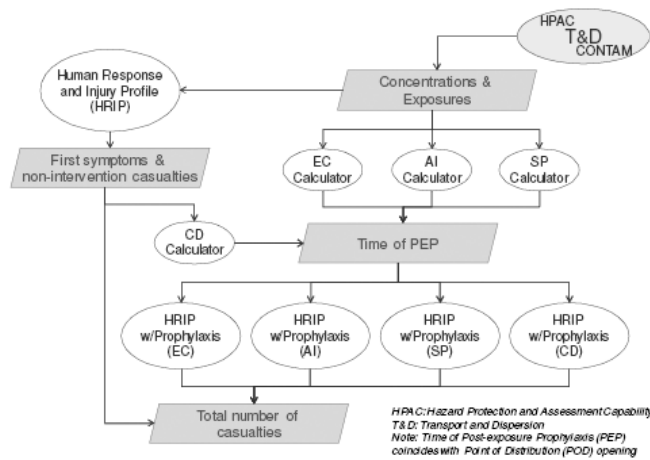 HPAC
T&D
CONTAM
Human Response
and Injury Profile
(HRIP)
Concentrations &
Exposures
First symptoms &
non-intervention casualties
EC
Calculator
AI
Calculator
SP
Calculator
CD
Calculator
Time of PEP
HRIP
w/Prophylaxis
(EC)
HRIP
w/Prophylaxis
(AI)
HRIP
w/Prophylaxis
(SP)
HRIP
w/Prophylaxis
(CD)
Total number of
casualties
HPAC: Hazard Protection and Assessment Capability
T&D: Transport and Dispersion
Note: Time of Post-exposure Prophylaxis (PEP)
coincides with Point of Distribution (POD) opening